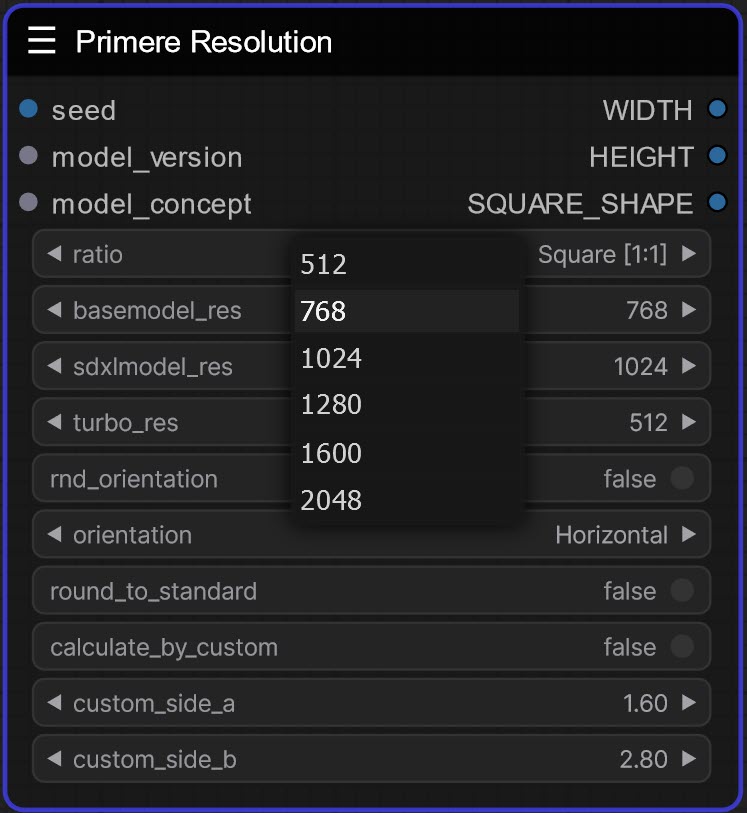 ☰ Primere Resolution
seed WIDTH
model_version HEIGHT
model_concept SQUARE_SHAPE
ratio Square [1:1]
512
768
1024
1280
1600
2048
basemodel_res 768
sdxlmodel_res 1024
turbo_res 512
rnd_orientation false
orientation Horizontal
round_to_standard false
calculate_by_custom false
custom_side_a 1.60
custom_side_b 2.80